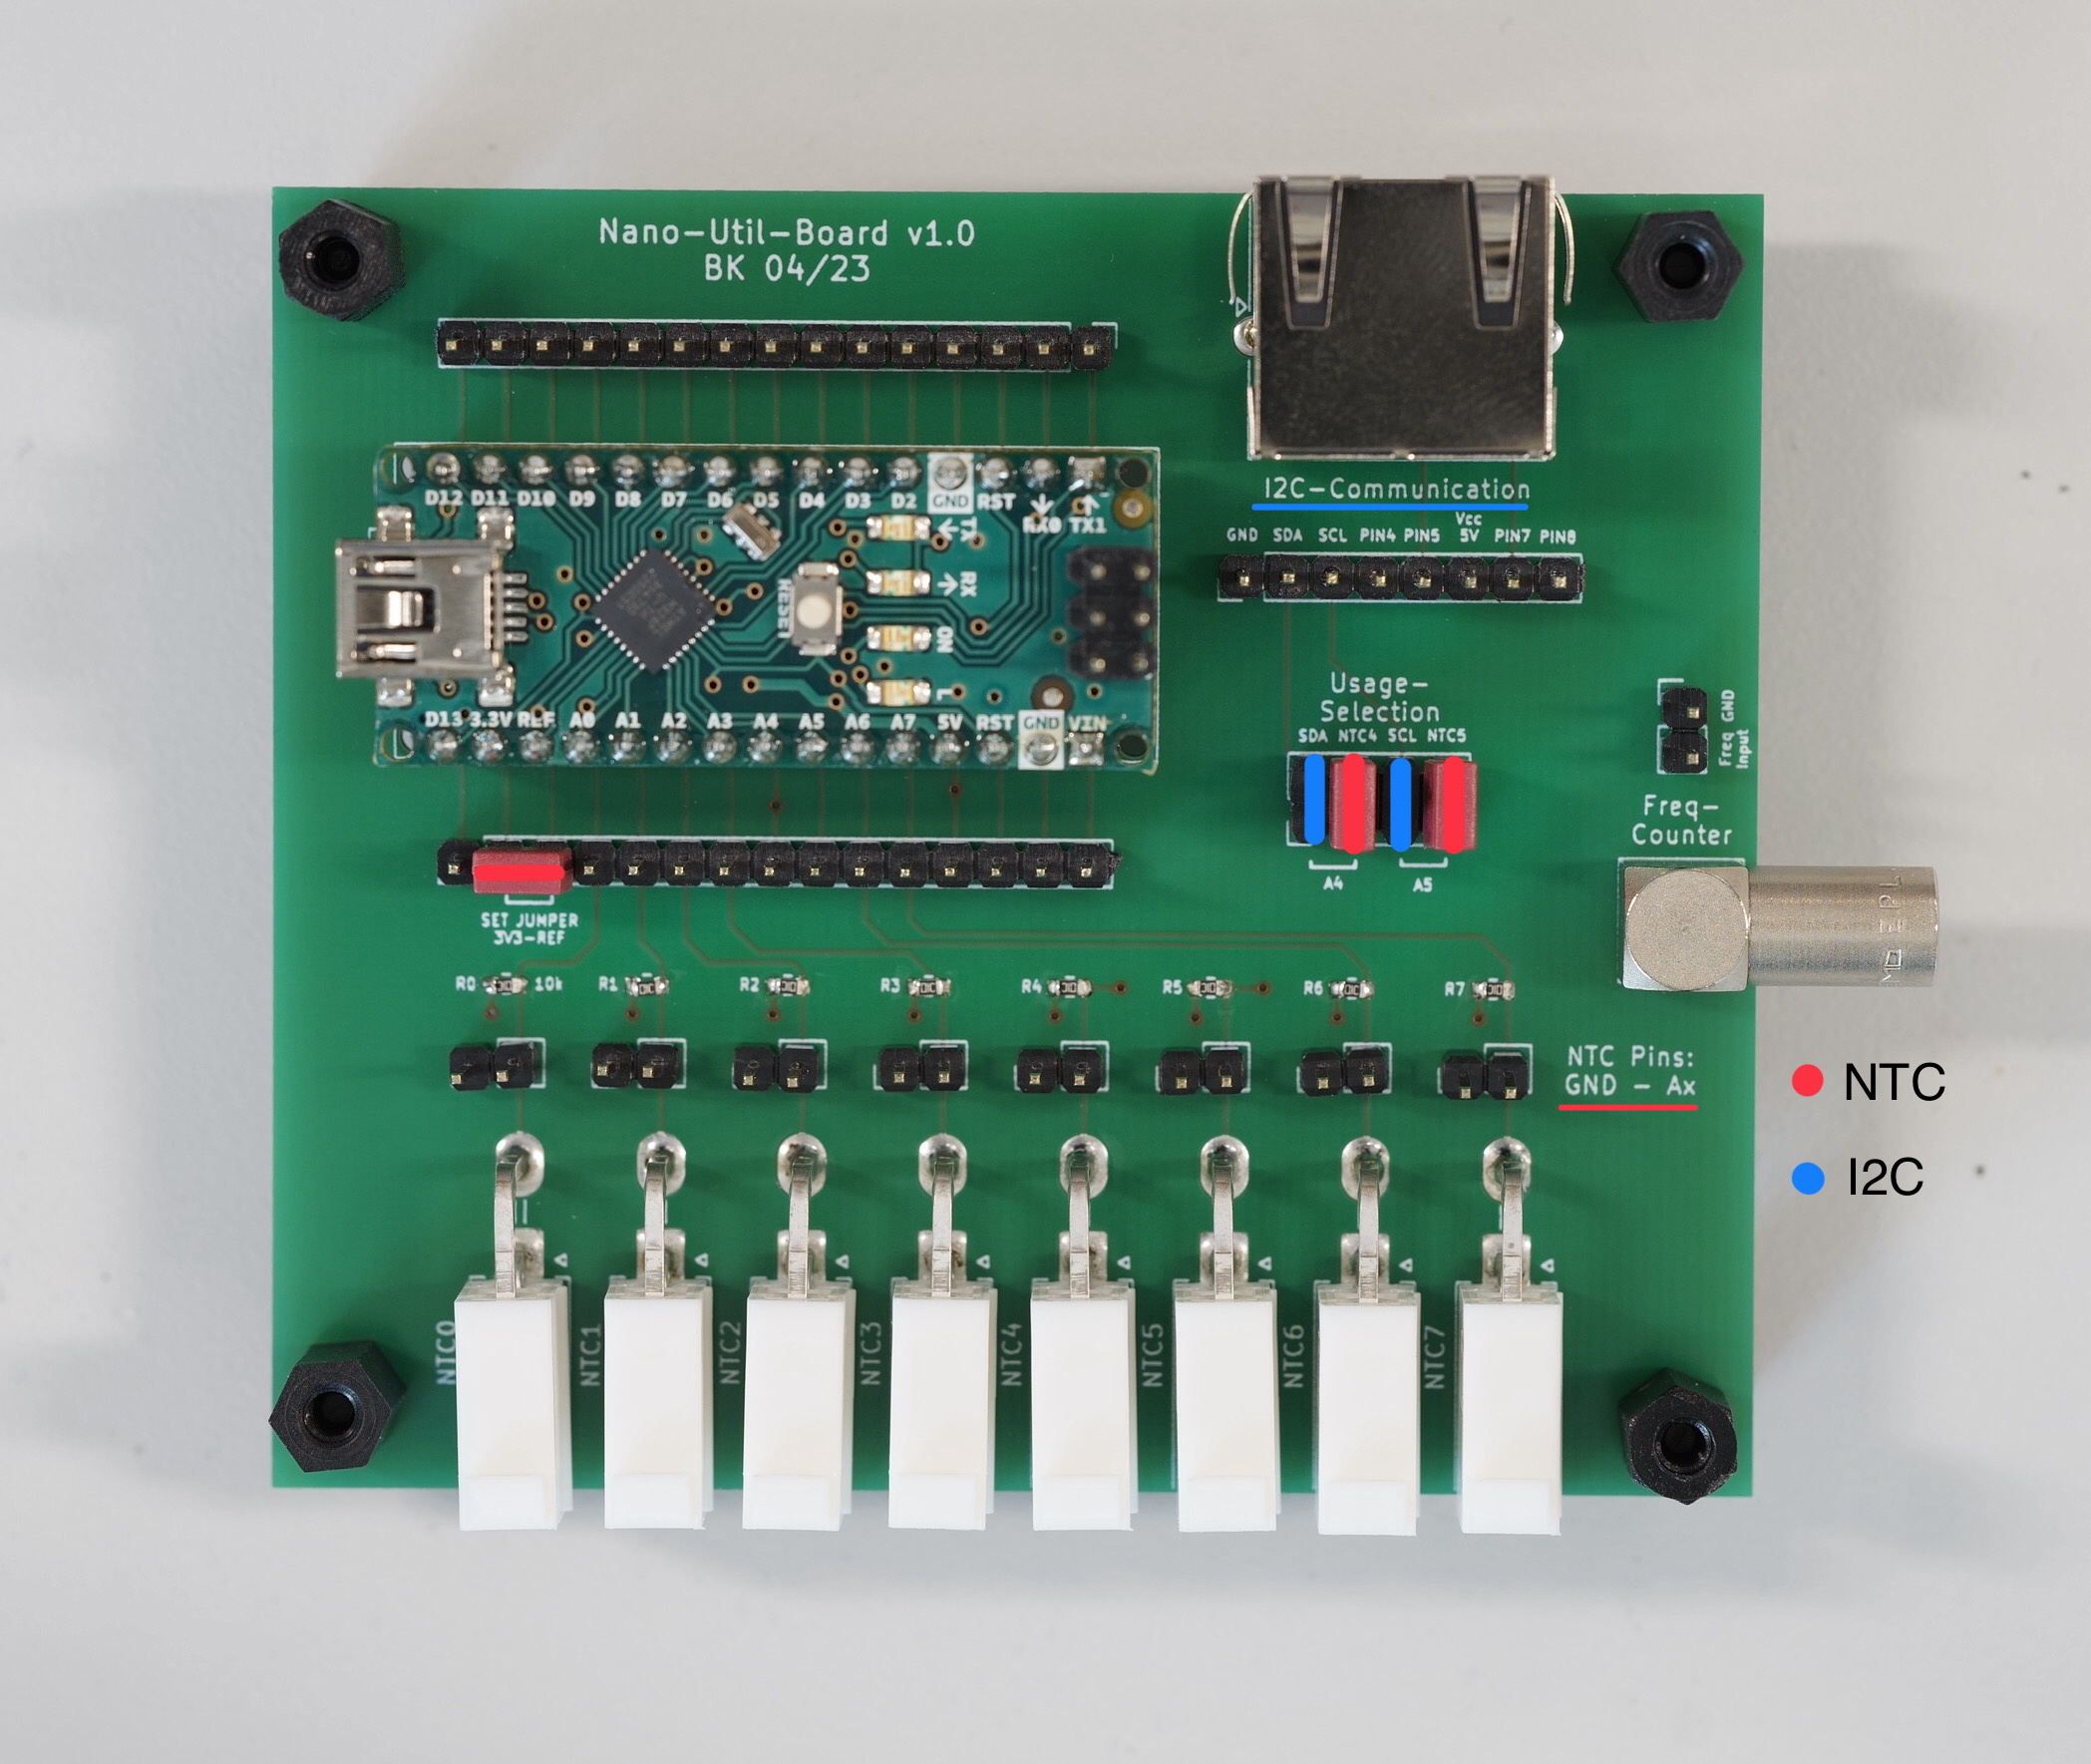 Nano-Util-Board v1.0
BK 04/23
D12 D11 D10 D9 D8 D7 D6 D5 D4 D3 D2 GND RST RX0 TX1
TX
RX
ON
L
RESET
D13 3.3V REF A0 A1 A2 A3 A4 A5 A6 A7 5V RST GND VIN
I2C-Communication
Vcc
GND SDA SCL PIN4 PIN5 5V PIN7 PIN8
Usage-
Selection
SDA NTC4 SCL NTC5
A4 A5
Freq GND
Input
Freq-
Counter
SET JUMPER
3V3-REF
R0 10k R1 R2 R3 R4 R5 R6 R7
NTC Pins:
GND - Ax
NTC
I2C
NTC0 NTC1 NTC2 NTC3 NTC4 NTC5 NTC6 NTC7